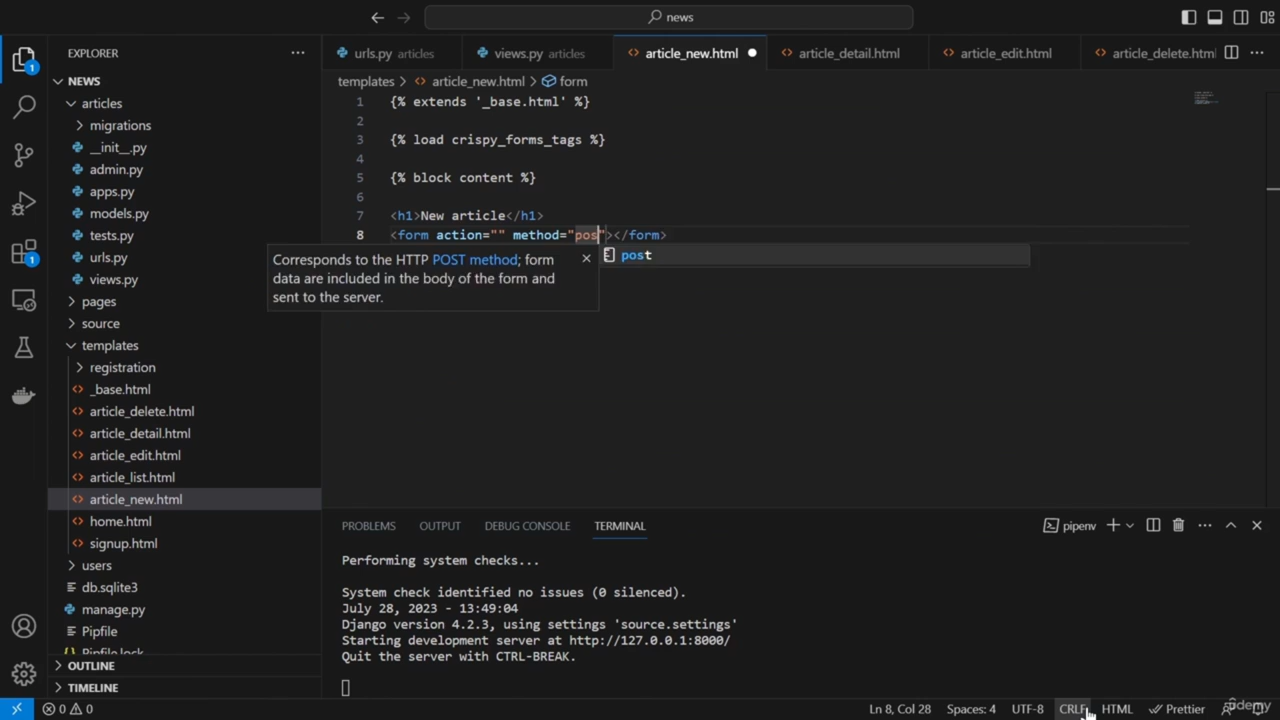 news
EXPLORER
urls.py articles
views.py articles
article_new.html
article_detail.html
article_edit.html
article_delete.html
NEWS
templates > article_new.html > form
articles
migrations
__init__.py
admin.py
apps.py
models.py
tests.py
urls.py
views.py
pages
source
templates
registration
_base.html
article_delete.html
article_detail.html
article_edit.html
article_list.html
article_new.html
home.html
signup.html
users
db.sqlite3
manage.py
Pipfile
Pipfile.lock
OUTLINE
TIMELINE
1 {% extends '_base.html' %}
2
3 {% load crispy_forms_tags %}
4
5 {% block content %}
6
7 <h1>New article</h1>
8 <form action="" method="pos"></form>
Corresponds to the HTTP POST method; form
data are included in the body of the form and
sent to the server.
post
PROBLEMS OUTPUT DEBUG CONSOLE TERMINAL
pipenv
Performing system checks...
System check identified no issues (0 silenced).
July 28, 2023 - 13:49:04
Django version 4.2.3, using settings 'source.settings'
Starting development server at http://127.0.0.1:8000/
Quit the server with CTRL-BREAK.
0 0 Ln 8, Col 28 Spaces: 4 UTF-8 CRLF HTML Prettier
1
1
ûdemy